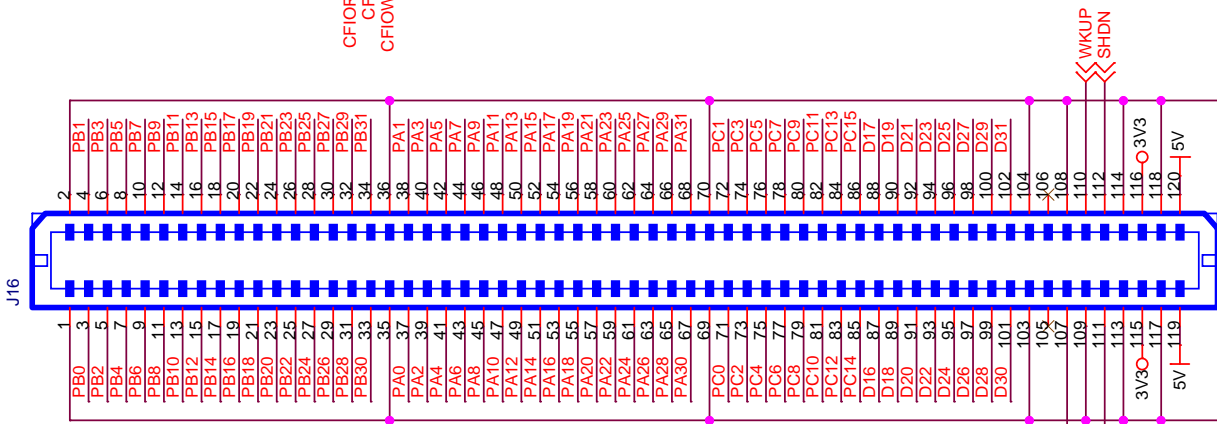 CFIOR
CFIOW
WKUP
SHDN
PB1 PB3 PB5 PB7 PB9 PB11 PB13 PB15 PB17 PB19 PB21 PB23 PB25 PB27 PB29 PB31 PA1 PA3 PA5 PA7 PA9 PA11 PA13 PA15 PA17 PA19 PA23 PA25 PA27 PA29 PA31 PC1 PC3 PC5 PC7 PC9 PC11 PC13 PC15 D17 D19 D21 D23 D25 D27 D29 D31 3V3 5V
2 4 6 8 10 12 14 16 18 20 22 24 26 28 30 32 34 36 38 40 42 44 46 48 50 52 54 56 58 60 62 64 66 68 70 72 74 76 78 80 82 84 86 88 90 92 94 96 98 100 102 104 106 108 110 112 114 116 118 120
J16
1 3 5 7 9 11 13 15 17 19 21 23 25 27 29 31 33 35 37 39 41 43 45 47 49 51 53 55 57 59 61 63 65 67 69 71 73 75 77 79 81 83 85 87 89 91 93 95 97 99 101 103 105 107 109 111 113 115 117 119
PB0 PB2 PB4 PB6 PB8 PB10 PB12 PB14 PB16 PB18 PB20 PB22 PB24 PB26 PB28 PB30 PA0 PA2 PA4 PA6 PA8 PA10 PA12 PA14 PA16 PA18 PA20 PA22 PA24 PA26 PA28 PA30 PC0 PC2 PC4 PC6 PC8 PC10 PC12 PC14 D16 D18 D20 D22 D24 D26 D28 D30 3V3 5V